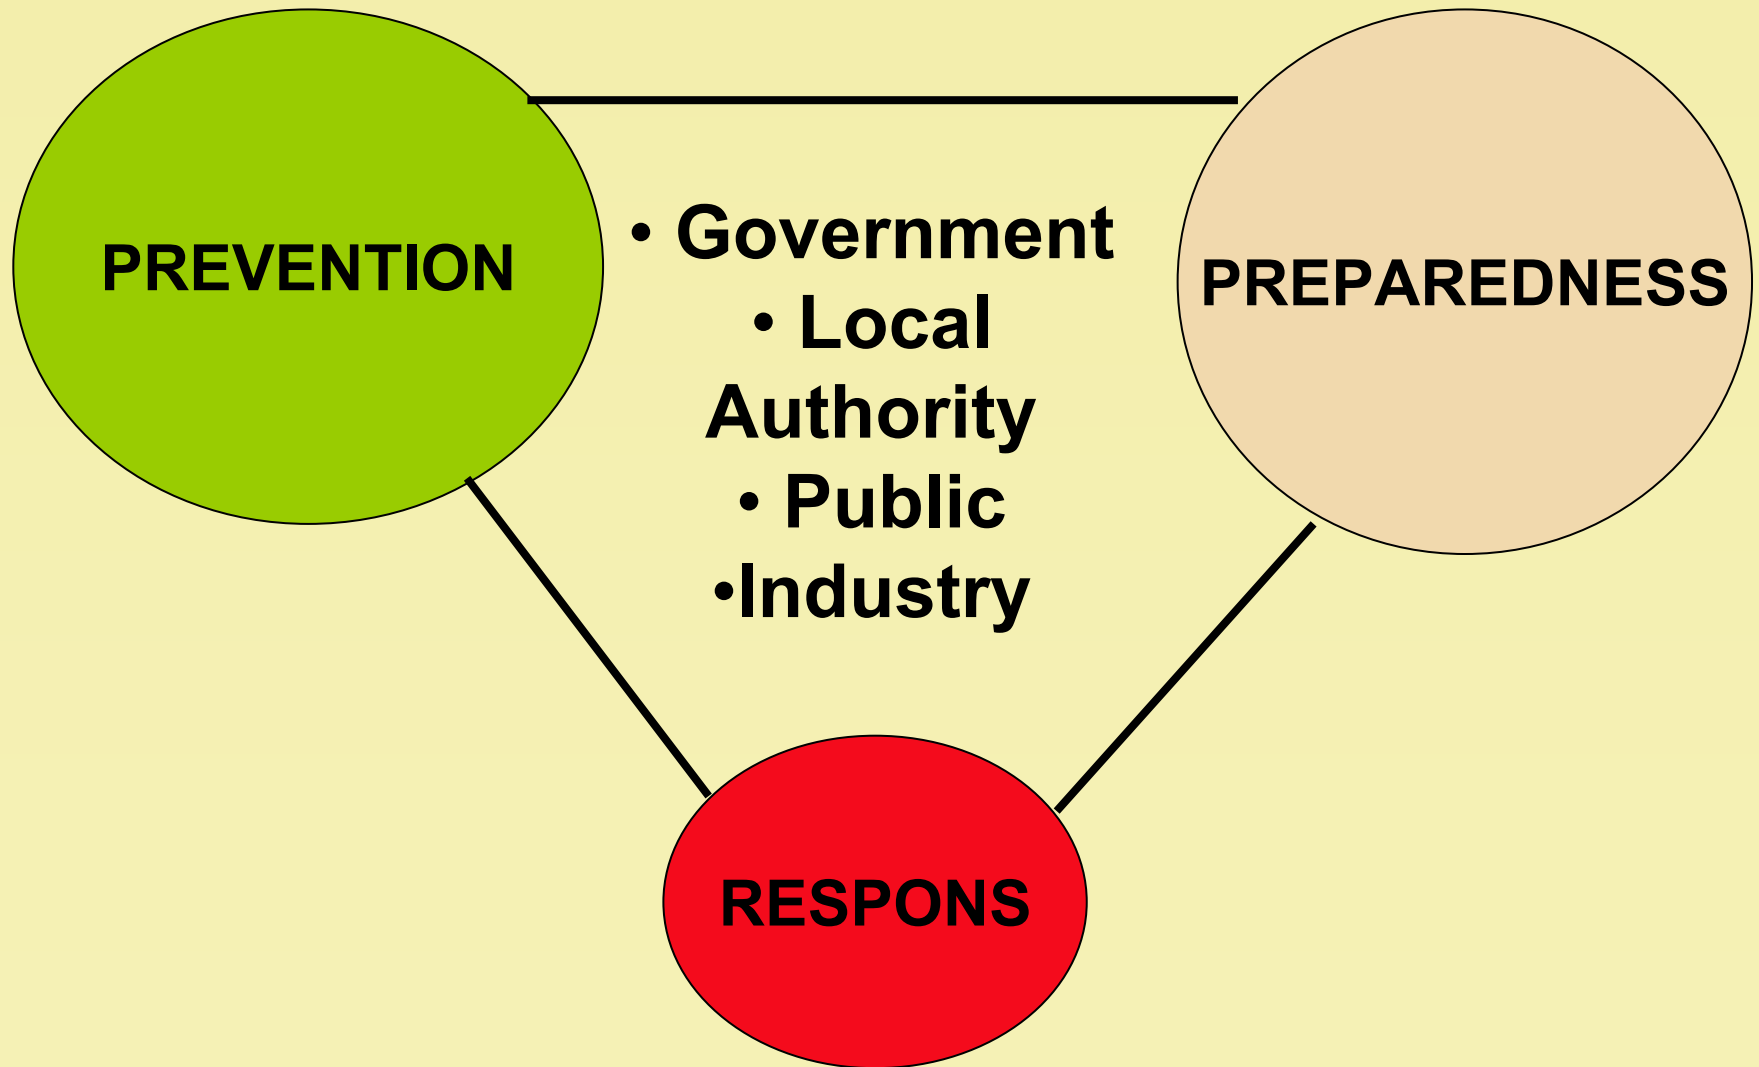 PREVENTION
• Government
• Local
Authority
• Public
•Industry
PREPAREDNESS
RESPONS